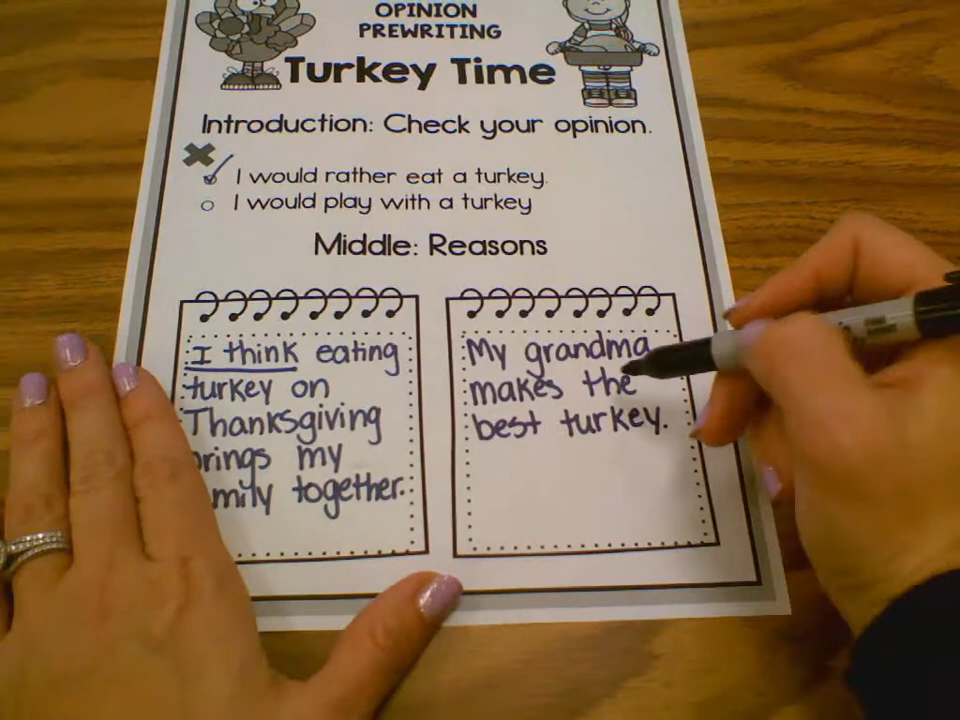 OPINION
PREWRITING
Turkey Time
Introduction: Check your opinion.
I would rather eat a turkey.
I would play with a turkey
Middle: Reasons
I think eating
turkey on
Thanksgiving
my
together.
My grandma
makes the
best turkey.